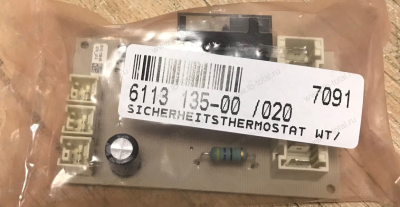 6113 135-00 /020 7091
SICHERHEITSTHERMOSTAT WT/